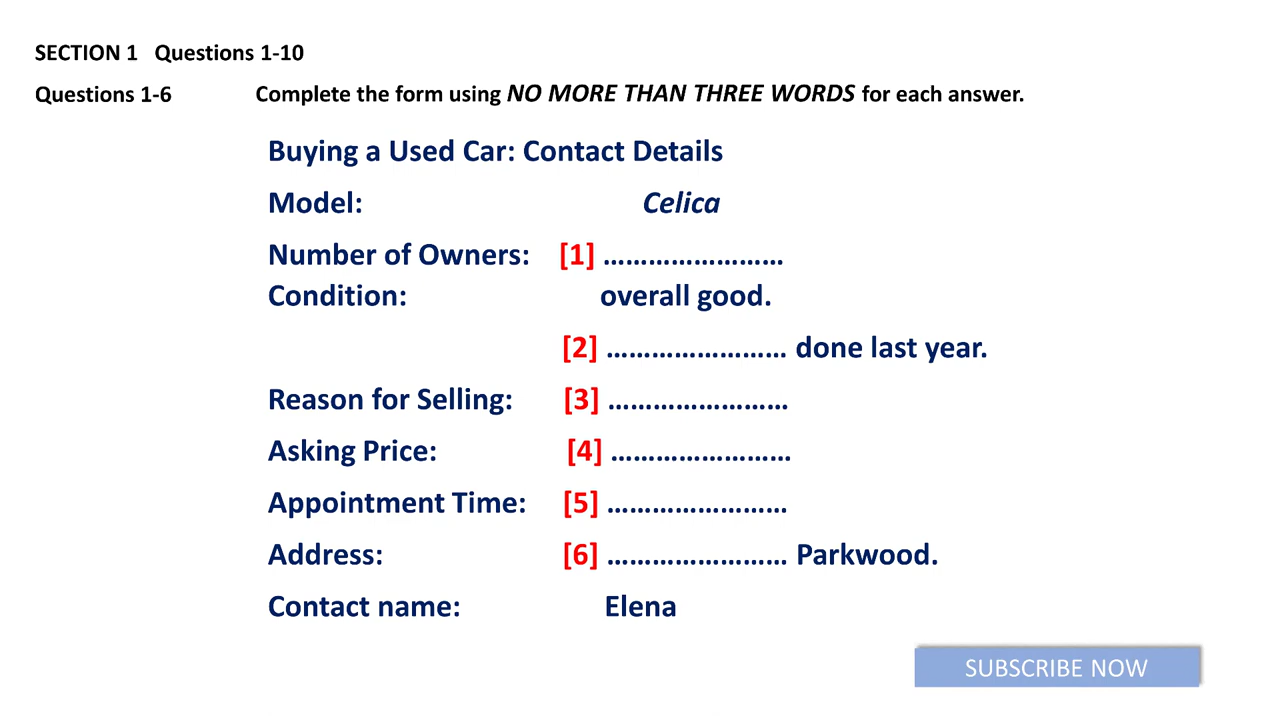 SECTION 1 Questions 1-10
Questions 1-6 Complete the form using NO MORE THAN THREE WORDS for each answer.
Buying a Used Car: Contact Details
Model: Celica
Number of Owners: [1] ........................
Condition: overall good.
[2] ........................ done last year.
Reason for Selling: [3] ........................
Asking Price: [4] ........................
Appointment Time: [5] ........................
Address: [6] ........................ Parkwood.
Contact name: Elena
SUBSCRIBE NOW